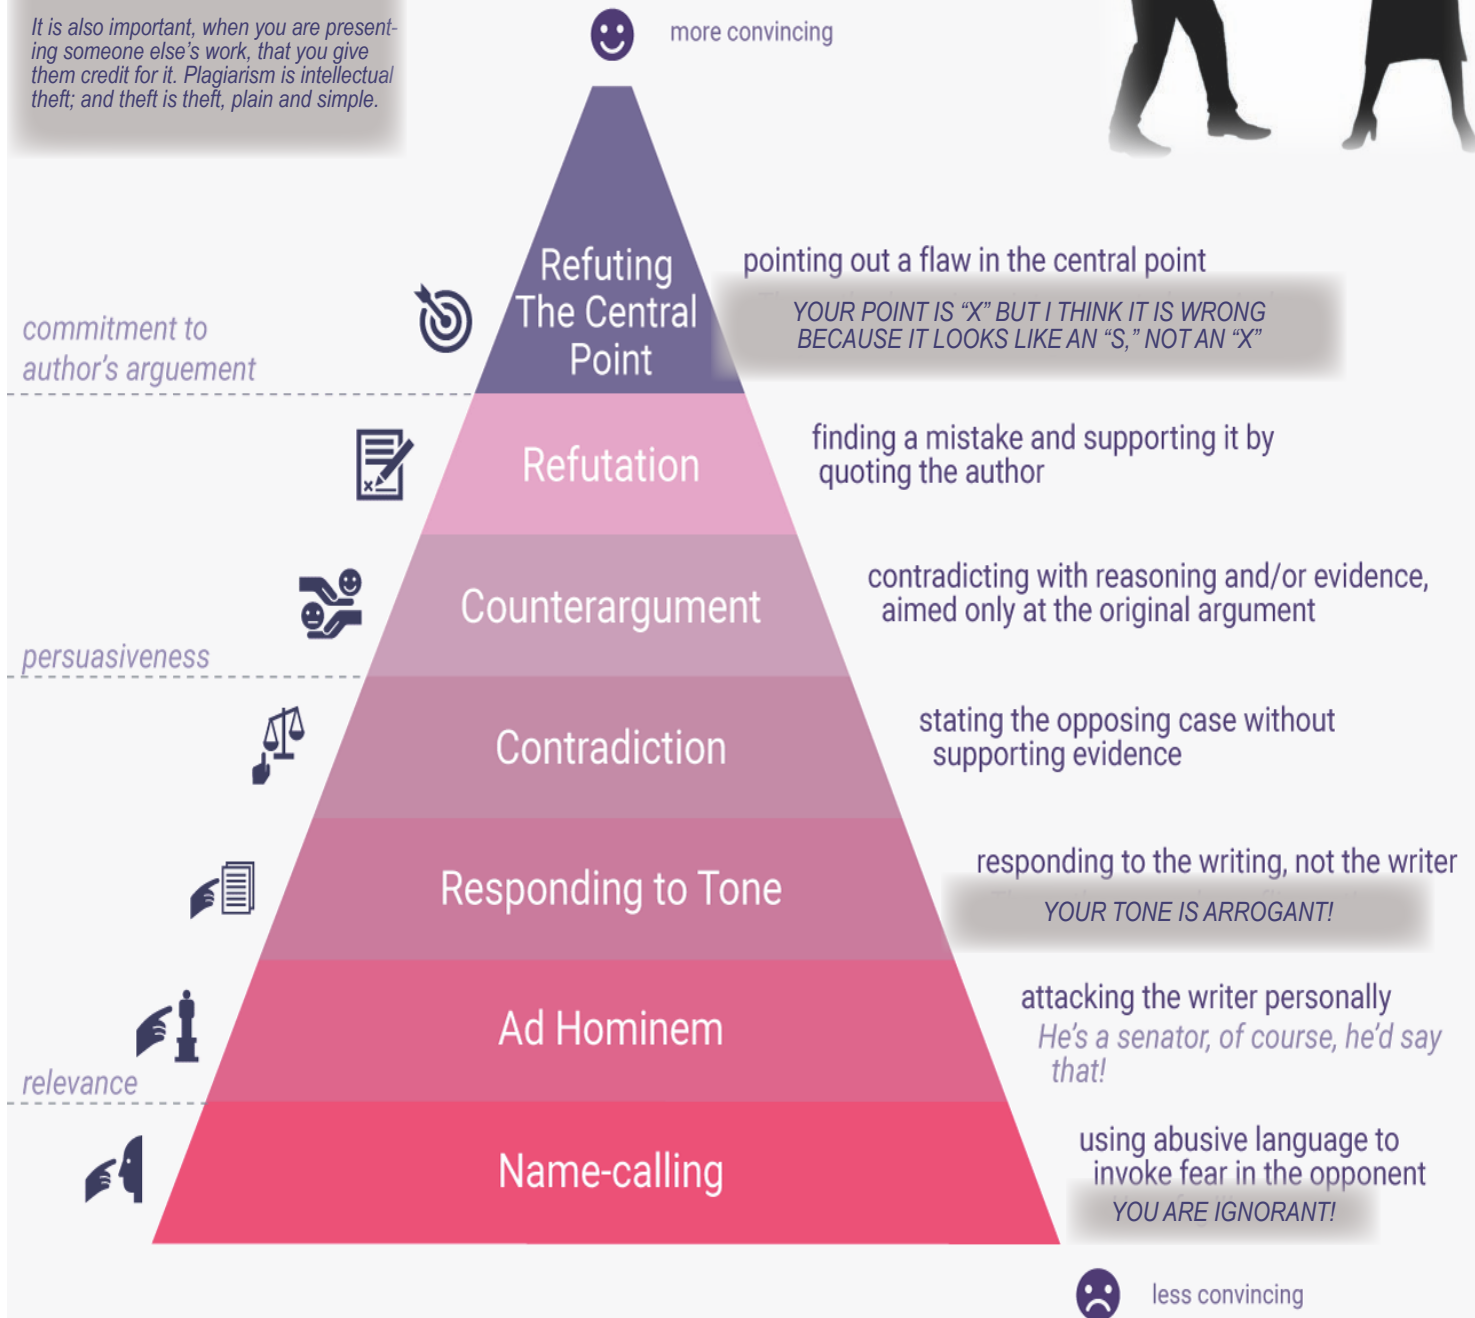 It is also important, when you are present-
ing someone else's work, that you give
them credit for it. Plagiarism is intellectual
theft; and theft is theft, plain and simple.
more convincing
Refuting
The Central
Point
pointing out a flaw in the central point
YOUR POINT IS “X” BUT I THINK IT IS WRONG
BECAUSE IT LOOKS LIKE AN “S,” NOT AN “X”
commitment to
author's arguement
Refutation
finding a mistake and supporting it by
quoting the author
Counterargument
contradicting with reasoning and/or evidence,
aimed only at the original argument
persuasiveness
Contradiction
stating the opposing case without
supporting evidence
Responding to Tone
responding to the writing, not the writer
YOUR TONE IS ARROGANT!
Ad Hominem
attacking the writer personally
He's a senator, of course, he'd say
that!
relevance
Name-calling
using abusive language to
invoke fear in the opponent
YOU ARE IGNORANT!
less convincing